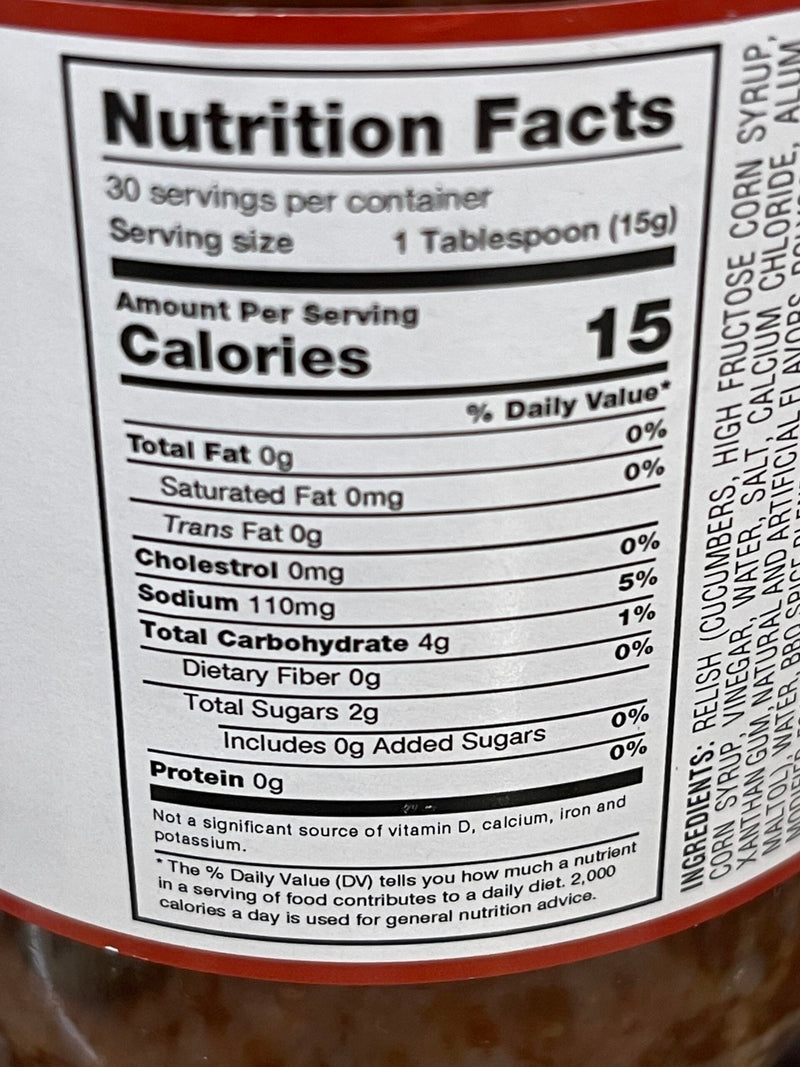 Nutrition Facts
30 servings per container
Serving size 1 Tablespoon (15g)
Amount Per Serving
Calories 15
% Daily Value*
Total Fat 0g 0%
Saturated Fat 0mg 0%
Trans Fat 0g
Cholestrol 0mg 0%
Sodium 110mg 5%
Total Carbohydrate 4g 1%
Dietary Fiber 0g 0%
Total Sugars 2g
Includes 0g Added Sugars 0%
Protein 0g 0%
Not a significant source of vitamin D, calcium, iron and
potassium.
* The % Daily Value (DV) tells you how much a nutrient
in a serving of food contributes to a daily diet. 2,000
calories a day is used for general nutrition advice.
INGREDIENTS: RELISH (CUCUMBERS, HIGH FRUCTOSE CORN SYRUP,
CORN SYRUP, VINEGAR, WATER, SALT, CALCIUM CHLORIDE, ALUM
XANTHAN GUM, NATURAL AND ARTIFICIAL FLAVORS,
MALTOL), WATER, BBQ SPICE